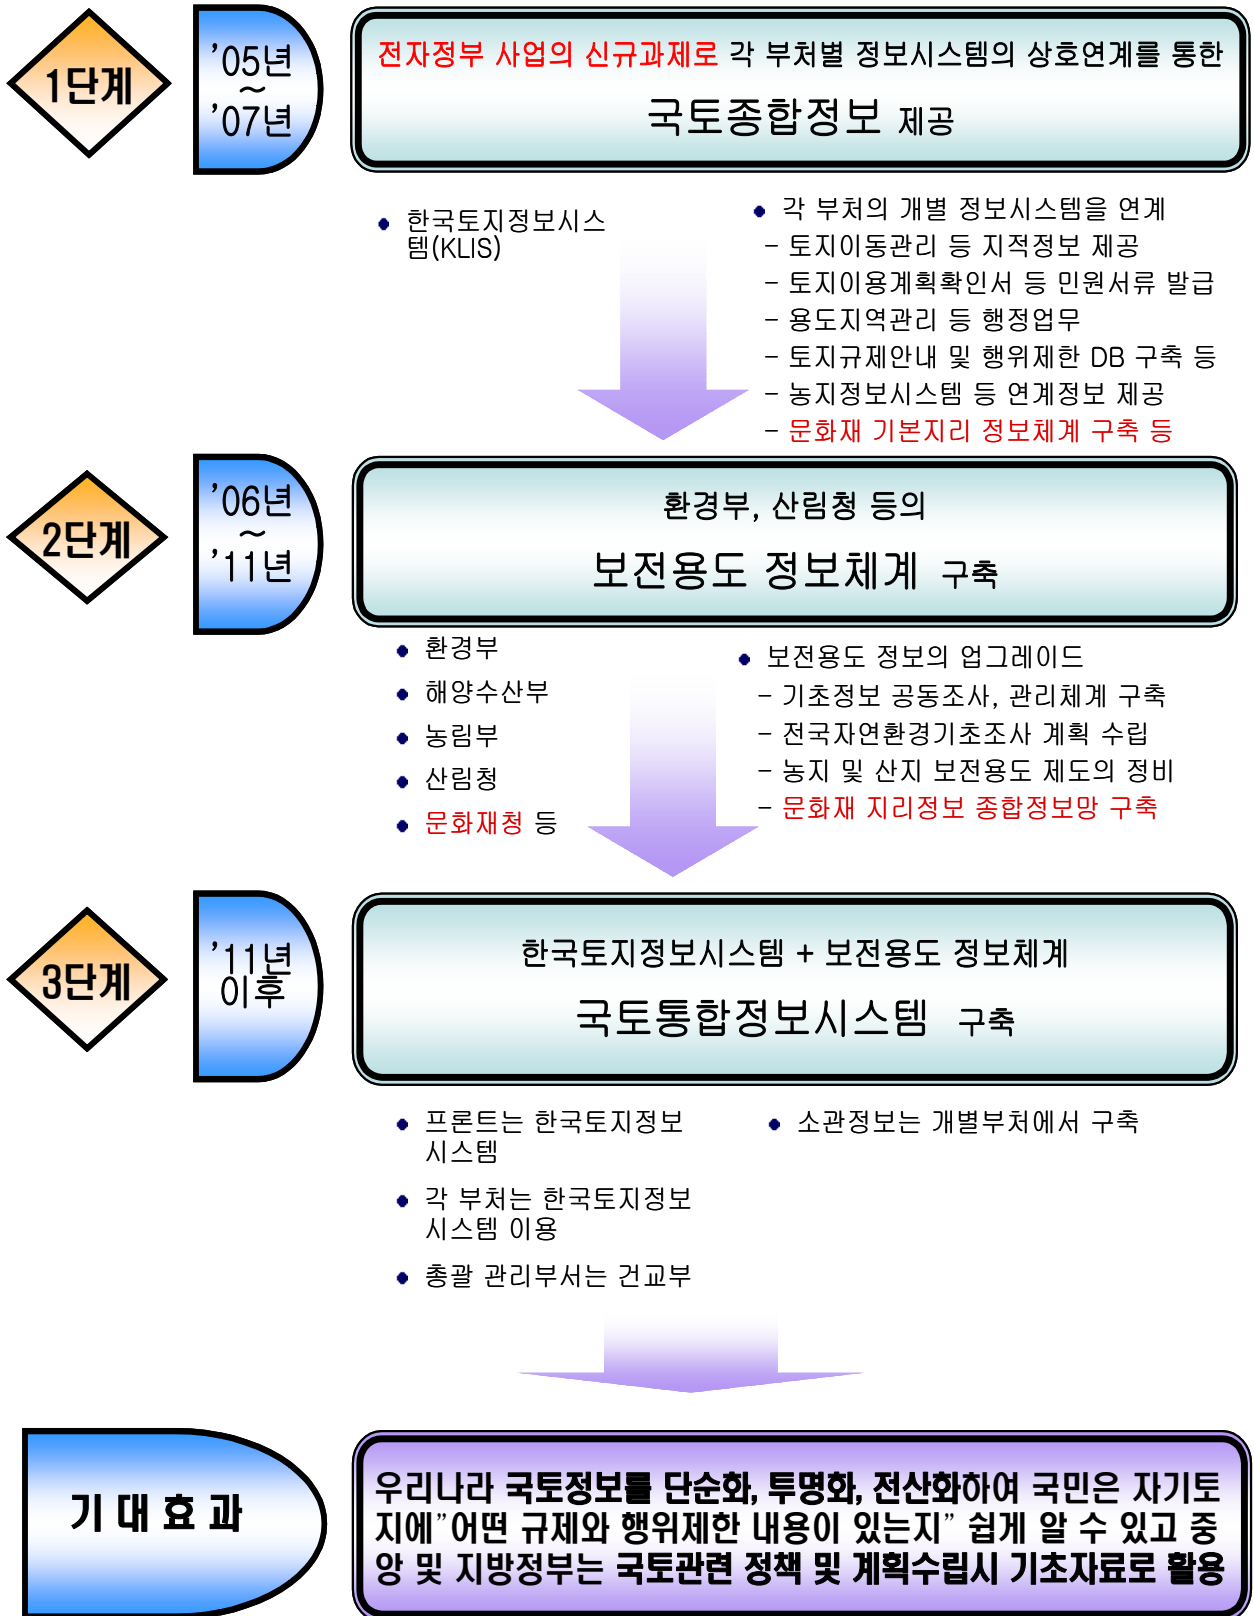 1단계
’05년
~
’07년
전자정부 사업의 신규과제로 각 부처별 정보시스템의 상호연계를 통한
국토종합정보 제공
한국토지정보시스
템(KLIS)
각 부처의 개별 정보시스템을 연계
- 토지이동관리 등 지적정보 제공
- 토지이용계획확인서 등 민원서류 발급
- 용도지역관리 등 행정업무
- 토지규제안내 및 행위제한 DB 구축 등
- 농지정보시스템 등 연계정보 제공
- 문화재 기본지리 정보체계 구축 등
2단계
’06년
~
’11년
환경부, 산림청 등의
보전용도 정보체계 구축
환경부
해양수산부
농림부
산림청
문화재청 등
보전용도 정보의 업그레이드
- 기초정보 공동조사, 관리체계 구축
- 전국자연환경기초조사 계획 수립
- 농지 및 산지 보전용도 제도의 정비
- 문화재 지리정보 종합정보망 구축
3단계
’11년
이후
한국토지정보시스템 + 보전용도 정보체계
국토통합정보시스템 구축
프론트는 한국토지정보
시스템
각 부처는 한국토지정보
시스템 이용
총괄 관리부서는 건교부
소관정보는 개별부처에서 구축
기 대 효 과
우리나라 국토정보를 단순화, 투명화, 전산화하여 국민은 자기토
지에”어떤 규제와 행위제한 내용이 있는지” 쉽게 알 수 있고 중
앙 및 지방정부는 국토관련 정책 및 계획수립시 기초자료로 활용